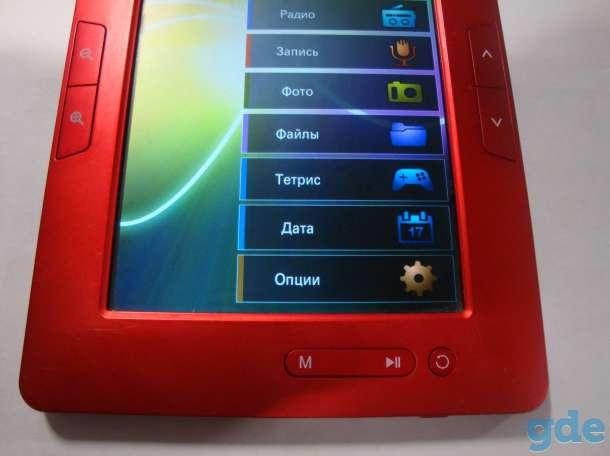 Радио
Запись
Фото
Файлы
Тетрис
Дата
17
Опции
M
gde